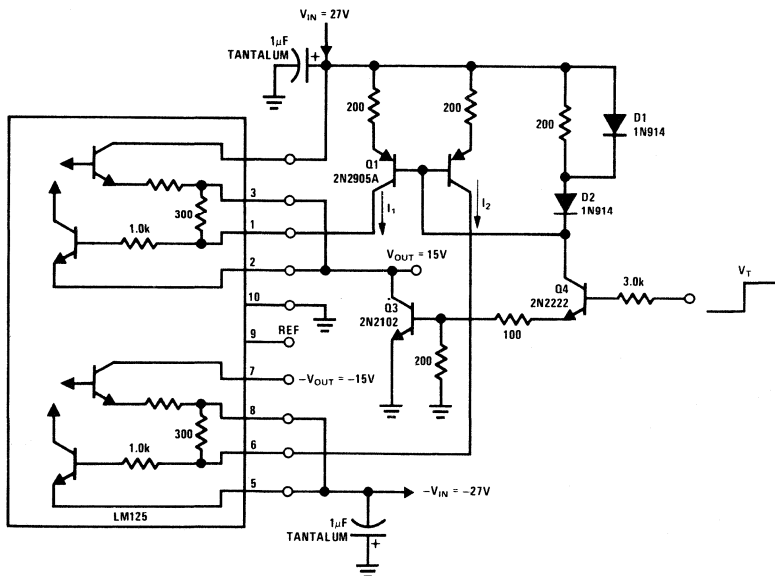 V_IN = 27V
1μF
TANTALUM
200
200
200
D1
1N914
Q1
2N2905A
D2
1N914
3
300
1
1.0k
I₁
I₂
2
V_OUT = 15V
V_T
10
Q4
2N2222
3.0k
Q3
2N2102
9
REF
100
7
–V_OUT = –15V
200
8
300
6
1.0k
5
–V_IN = –27V
LM125
1μF
TANTALUM
+
+